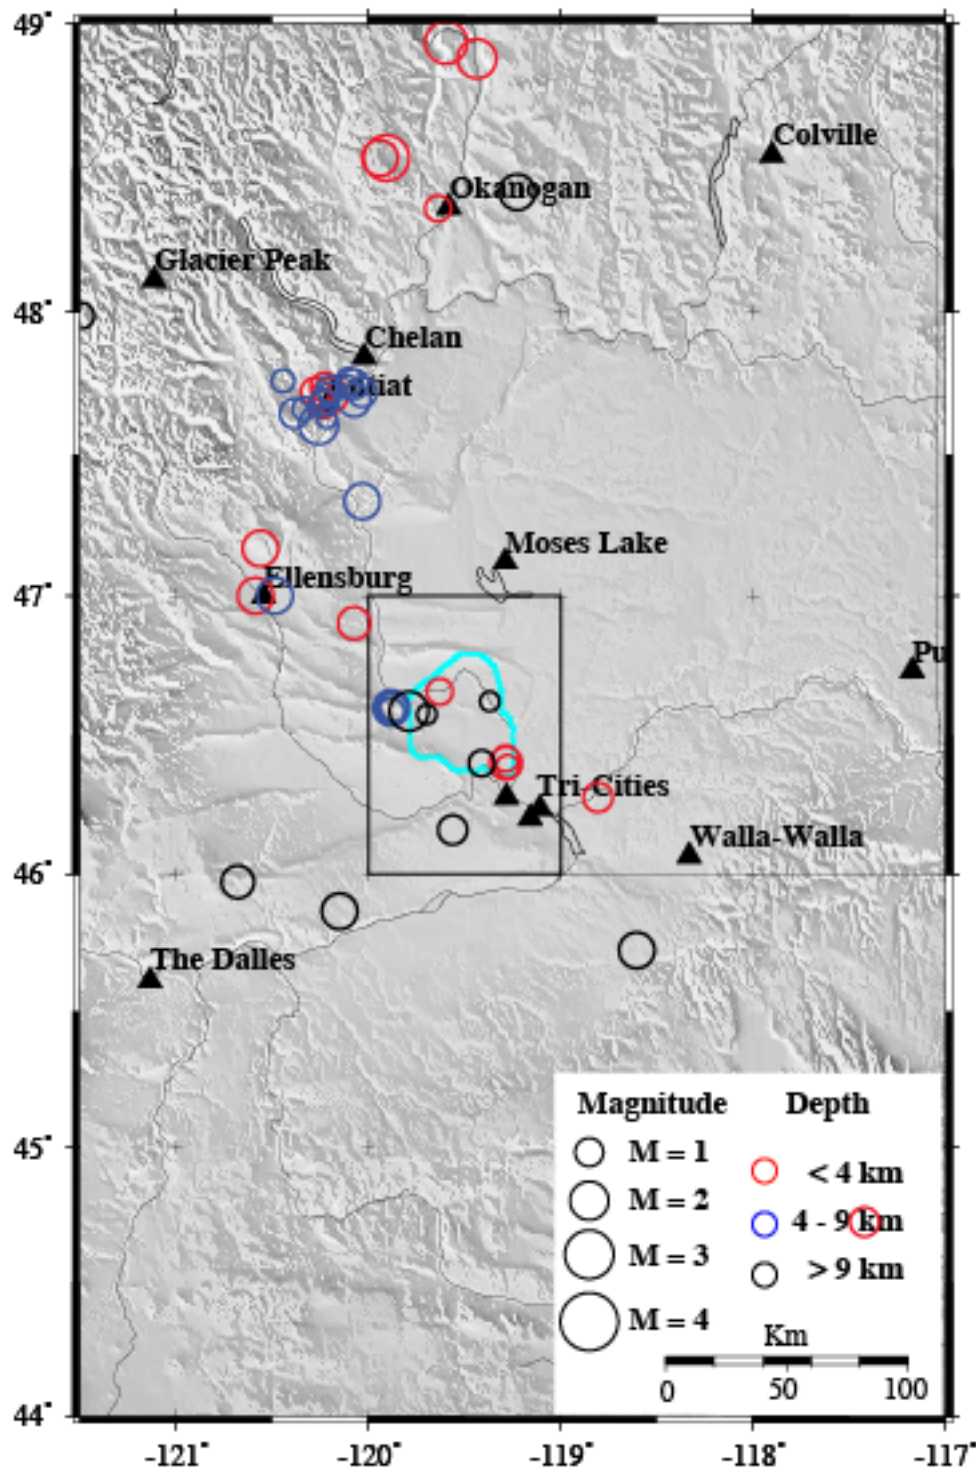 49°
Colville
Okanogan
Glacier Peak
48°
Chelan
tiat
Moses Lake
Ellensburg
47°
Pu
Tri-Cities
Walla-Walla
46°
The Dalles
Magnitude
Depth
M = 1
< 4 km
M = 2
4 - 9 km
M = 3
> 9 km
M = 4
Km
0 50 100
45°
44°
-121° -120° -119° -118° -117°